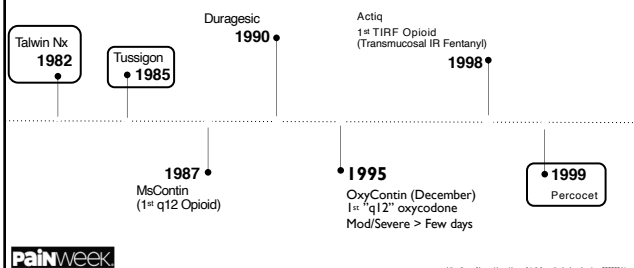 Talwin Nx
1982
Tussigon
1985
Duragesic
1990
Actiq
1st TIRF Opioid
(Transmucosal IR Fentanyl)
1998
1987
MsContin
(1st q12 Opioid)
1995
OxyContin (December)
1st "q12" oxycodone
Mod/Severe > Few days
1999
Percocet
PainWeek.